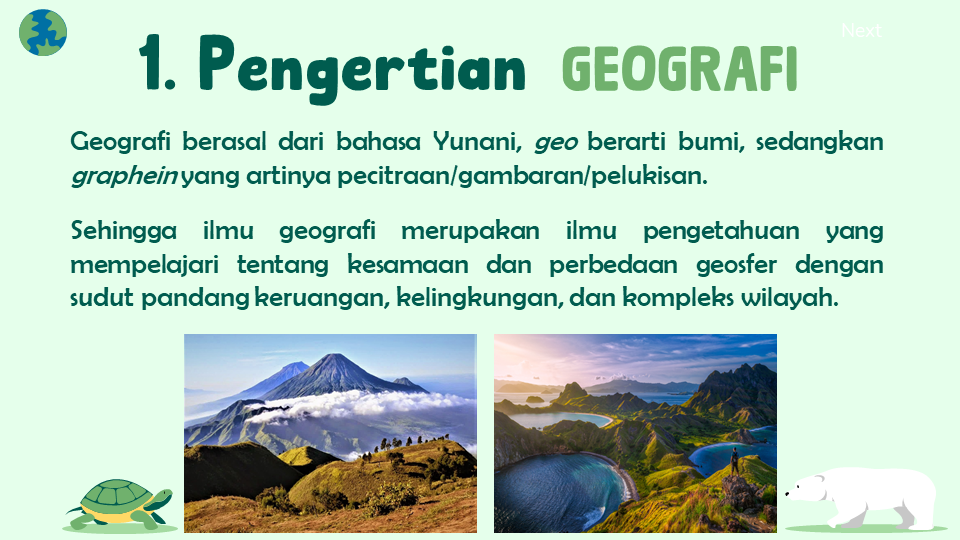 Next
1. Pengertian GEOGRAFI
Geografi berasal dari bahasa Yunani, geo berarti bumi, sedangkan
graphein yang artinya pecitraan/gambaran/pelukisan.
Sehingga ilmu geografi merupakan ilmu pengetahuan yang
mempelajari tentang kesamaan dan perbedaan geosfer dengan
sudut pandang keruangan, kelingkungan, dan kompleks wilayah.